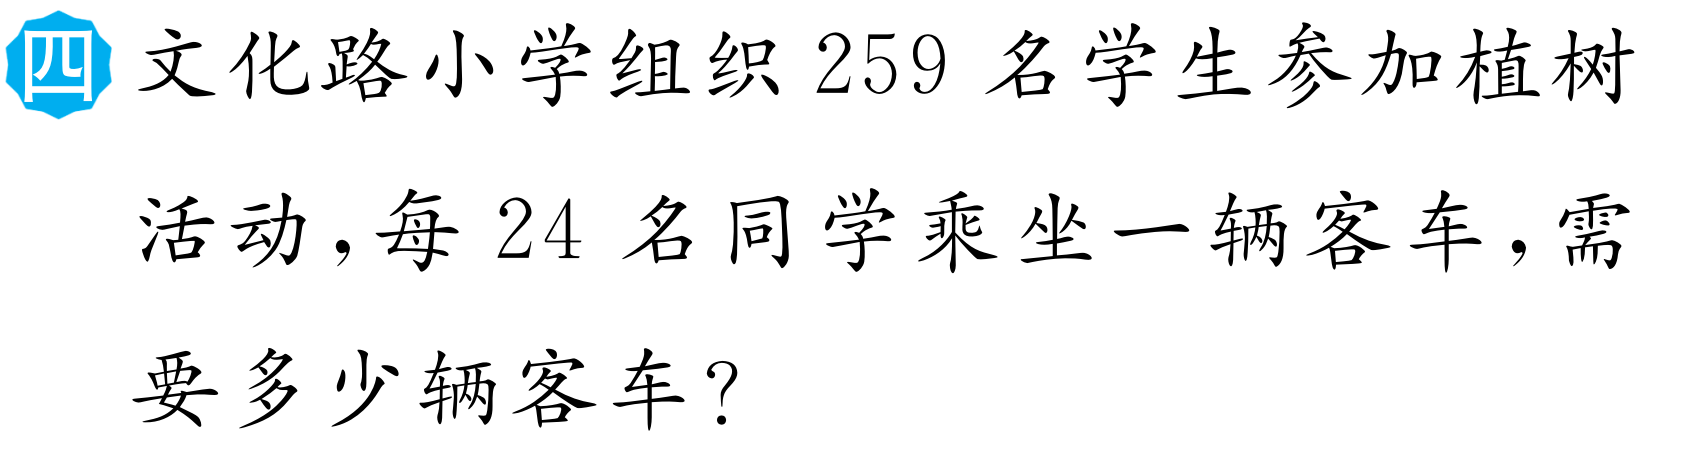 四 文化路小学组织 259 名学生参加植树
活动,每 24 名同学乘坐一辆客车,需
要多少辆客车?